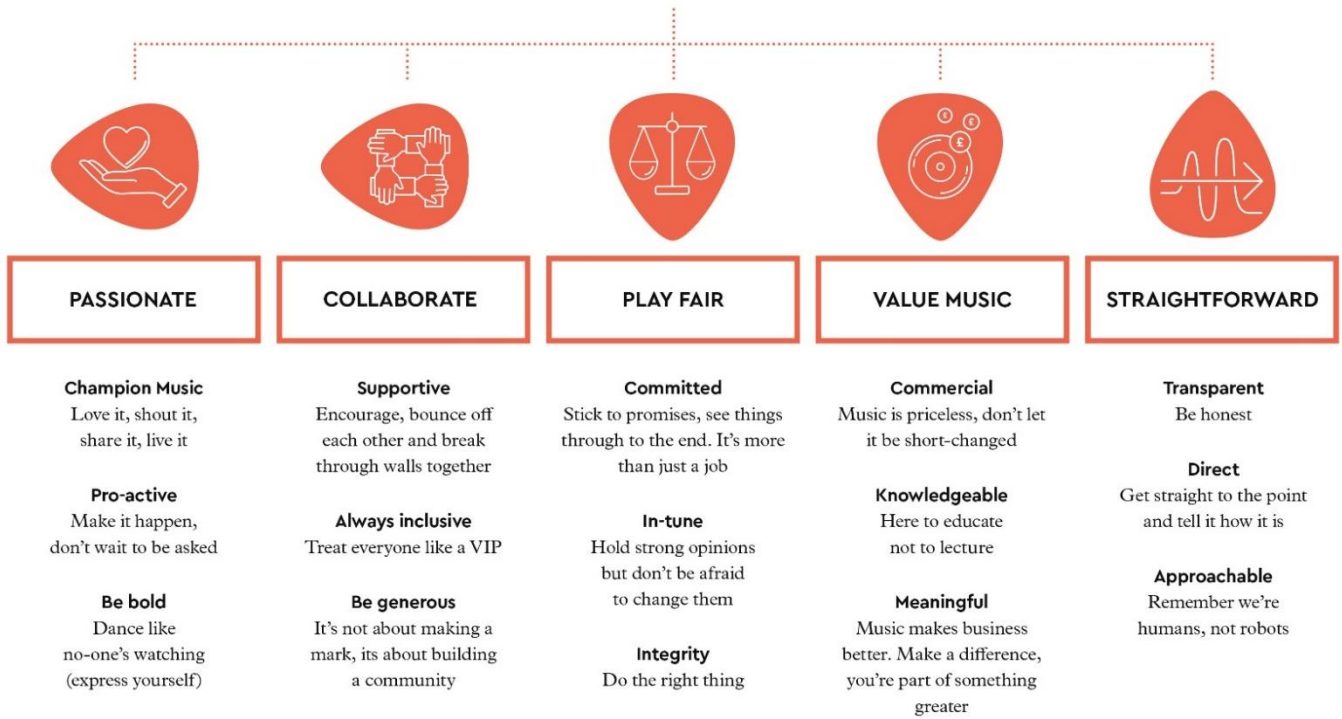 £
£
£
PASSIONATE
Champion Music
Love it, shout it,
share it, live it
Pro-active
Make it happen,
don't wait to be asked
Be bold
Dance like
no-one's watching
(express yourself)
COLLABORATE
Supportive
Encourage, bounce off
each other and break
through walls together
Always inclusive
Treat everyone like a VIP
Be generous
It's not about making a
mark, its about building
a community
PLAY FAIR
Committed
Stick to promises, see things
through to the end. It's more
than just a job
In-tune
Hold strong opinions
but don't be afraid
to change them
Integrity
Do the right thing
VALUE MUSIC
Commercial
Music is priceless, don't let
it be short-changed
Knowledgeable
Here to educate
not to lecture
Meaningful
Music makes business
better. Make a difference,
you're part of something
greater
STRAIGHTFORWARD
Transparent
Be honest
Direct
Get straight to the point
and tell it how it is
Approachable
Remember we're
humans, not robots